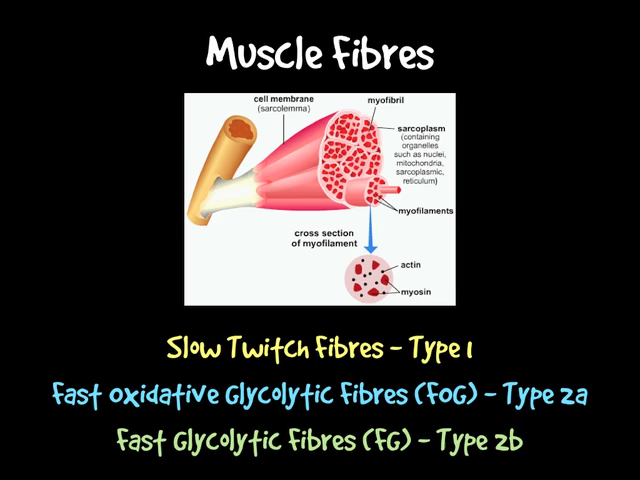 Muscle Fibres
cell membrane
(sarcolemma)
myofibril
sarcoplasm
(containing
organelles
such as nuclei,
mitochondria,
sarcoplasmic,
reticulum)
myofilaments
cross section
of myofilament
actin
myosin
Slow Twitch Fibres - Type 1
Fast Oxidative Glycolytic Fibres (FOG) - Type 2a
Fast Glycolytic Fibres (FG) - Type 2b